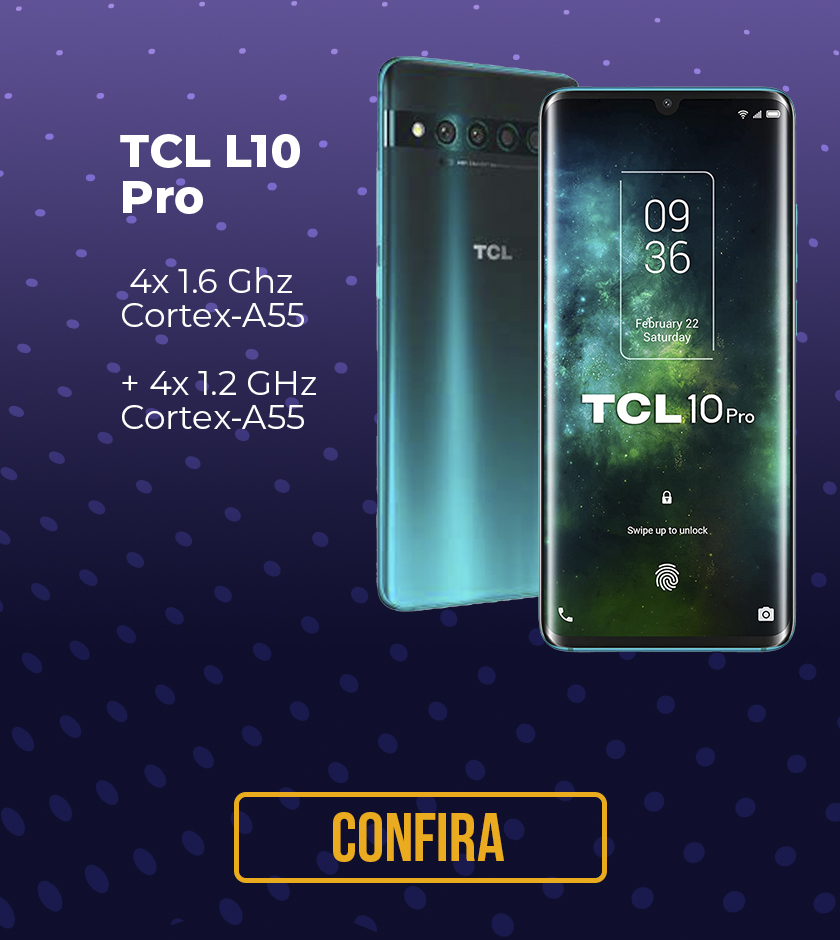 TCL L10
Pro
4x 1.6 Ghz
Cortex-A55
+ 4x 1.2 GHz
Cortex-A55
TCL
09
36
February 22
Saturday
TCL 10 Pro
Swipe up to unlock
CONFIRA